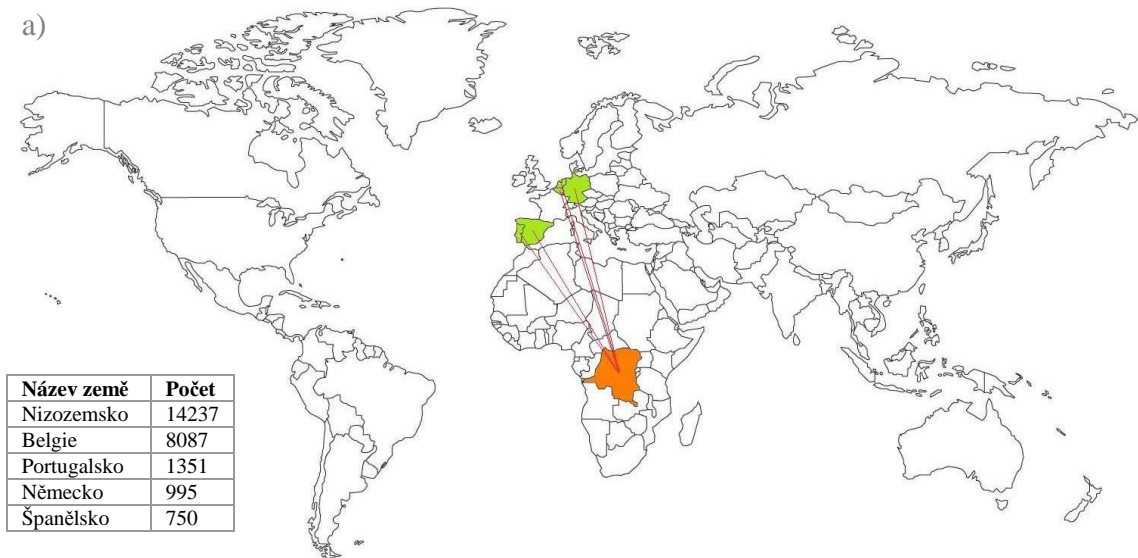 a)
Název země Počet
Nizozemsko 14237
Belgie 8087
Portugalsko 1351
Německo 995
Španělsko 750